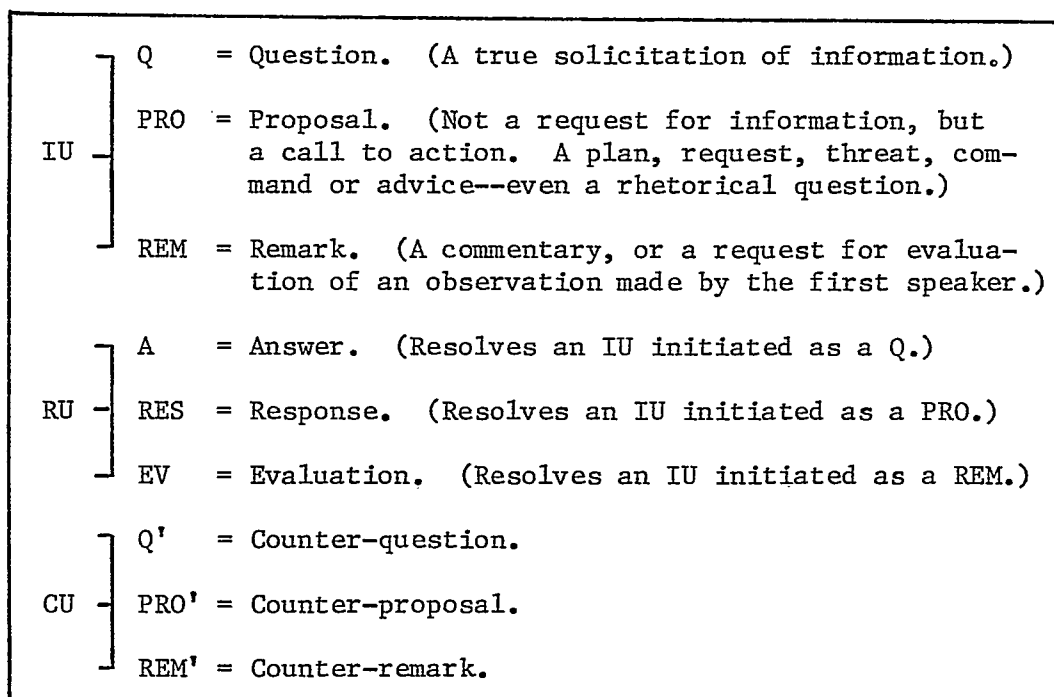 Q = Question. (A true solicitation of information.)
PRO = Proposal. (Not a request for information, but
IU
a call to action. A plan, request, threat, com-
mand or advice--even a rhetorical question.)
REM = Remark. (A commentary, or a request for evalua-
tion of an observation made by the first speaker.)
A = Answer. (Resolves an IU initiated as a Q.)
RU RES = Response. (Resolves an IU initiated as a PRO.)
EV = Evaluation. (Resolves an IU initiated as a REM.)
Q' = Counter-question.
CU PRO' = Counter-proposal.
REM' = Counter-remark.